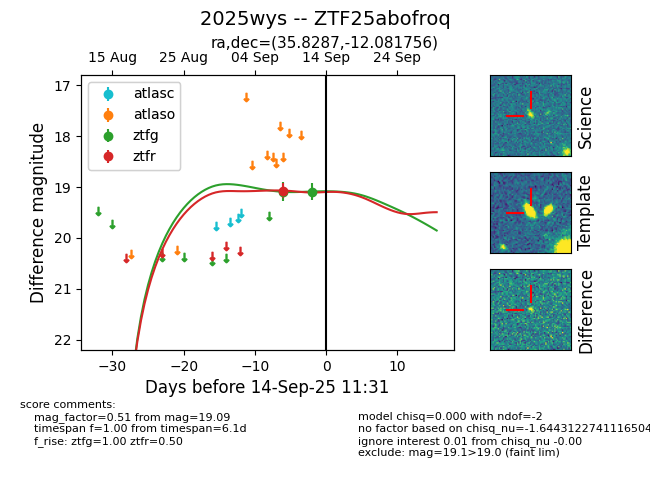 2025wys -- ZTF25abofroq
ra,dec=(35.8287,-12.081756)
15 Aug 25 Aug 04 Sep 14 Sep 24 Sep
atlasc
atlaso
ztfg
ztfr
17
18
19
20
21
22
Difference magnitude
−30 −20 −10 0 10
Days before 14-Sep-25 11:31
Science
Template
Difference
score comments:
mag_factor=0.51 from mag=19.09
timespan f=1.00 from timespan=6.1d
f_rise: ztfg=1.00 ztfr=0.50
model chisq=0.000 with ndof=-2
no factor based on chisq_nu=-1.6443122741116504
ignore interest 0.01 from chisq_nu -0.00
exclude: mag=19.1>19.0 (faint lim)